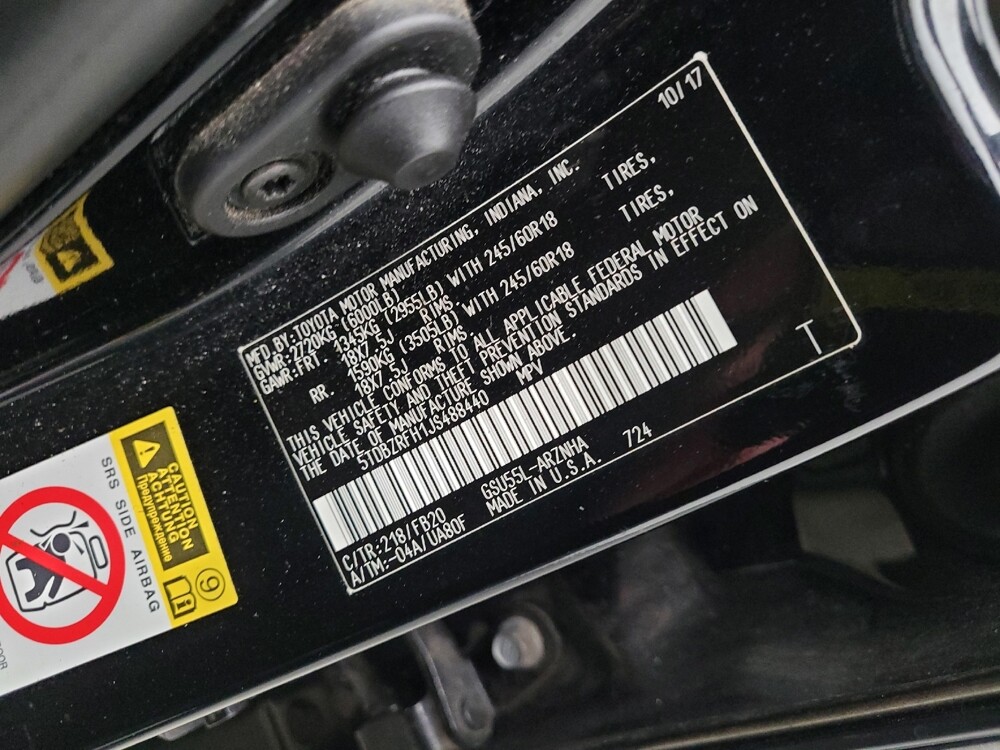 10/17
MFD.BY:TOYOTA MOTOR MANUFACTURING, INDIANA, INC.
GVWR:2720KG(6000LB)
GAWR:FRT. 1345KG (2955LB) WITH 245/60R18 TIRES,
18X7.5J RIMS.
RR. 1590KG (3505LB) WITH 245/60R18 TIRES,
18X7.5J RIMS.
THIS VEHICLE CONFORMS TO ALL APPLICABLE FEDERAL MOTOR
VEHICLE SAFETY AND THEFT PREVENTION STANDARDS IN EFFECT ON
THE DATE OF MANUFACTURE SHOWN ABOVE.
5TDBZRFH1JS488440 MPV
T
C/TR:218/FB20 GSU55L-ARZNHA 724
A/TM:-04A/UA80F MADE IN U.S.A.
CAUTION
ATTENTION
ACHTUNG
Предупреждение
SRS SIDE AIRBAG
9